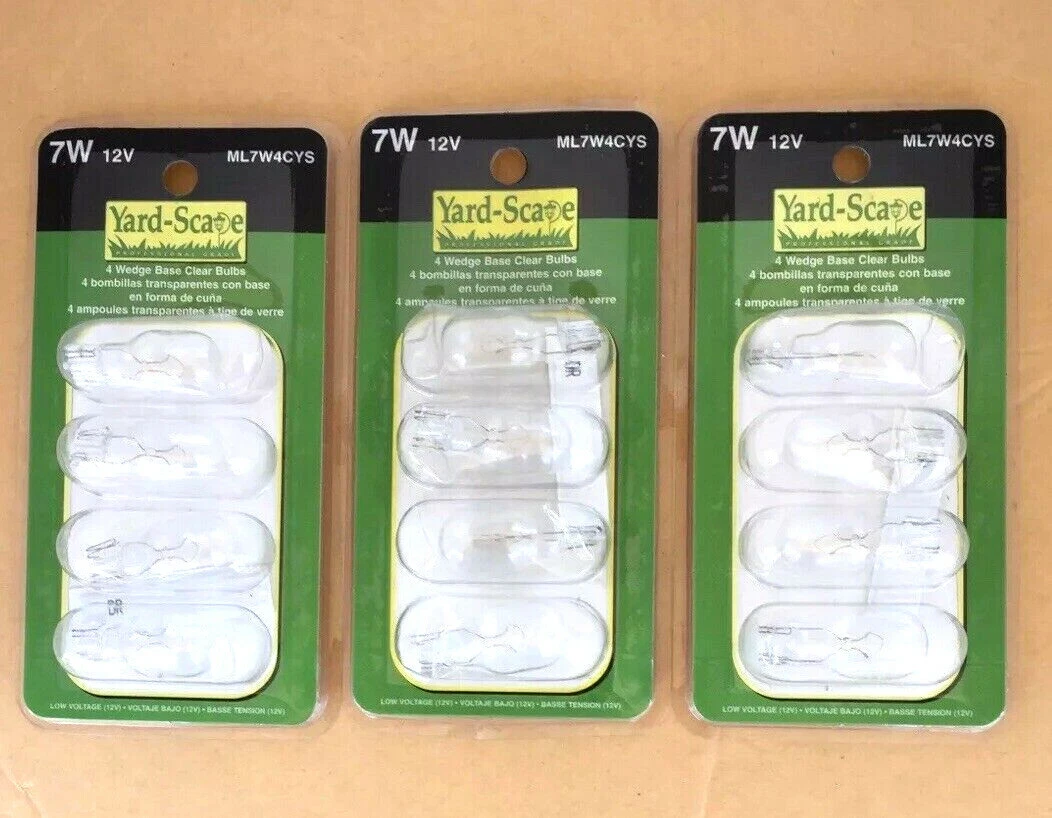 7W 12V ML7W4CYS
Yard-Scape
PROFESSIONAL GRADE
4 Wedge Base Clear Bulbs
4 bombillas transparentes con base
en forma de cuña
4 ampoules transparentes à tige de verre
LOW VOLTAGE (12V) • VOLTAJE BAJO (12V) • BASSE TENSION (12V)
7W 12V ML7W4CYS
Yard-Scape
PROFESSIONAL GRADE
4 Wedge Base Clear Bulbs
4 bombillas transparentes con base
en forma de cuña
4 ampoules transparentes à tige de verre
LOW VOLTAGE (12V) • VOLTAJE BAJO (12V) • BASSE TENSION (12V)
7W 12V ML7W4CYS
Yard-Scape
PROFESSIONAL GRADE
4 Wedge Base Clear Bulbs
4 bombillas transparentes con base
en forma de cuña
4 ampoules transparentes à tige de verre
LOW VOLTAGE (12V) • VOLTAJE BAJO (12V) • BASSE TENSION (12V)